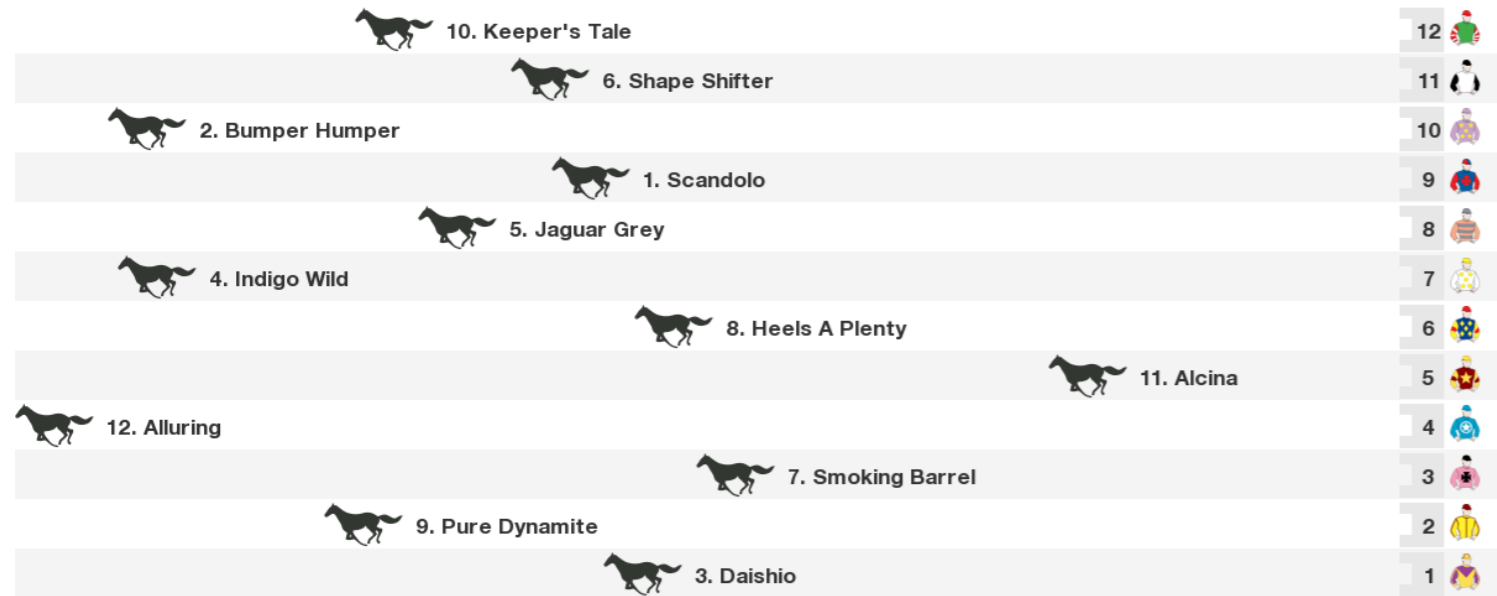 10. Keeper's Tale 12
6. Shape Shifter 11
2. Bumper Humper 10
1. Scandolo 9
5. Jaguar Grey 8
4. Indigo Wild 7
8. Heels A Plenty 6
11. Alcina 5
12. Alluring 4
7. Smoking Barrel 3
9. Pure Dynamite 2
3. Daishio 1